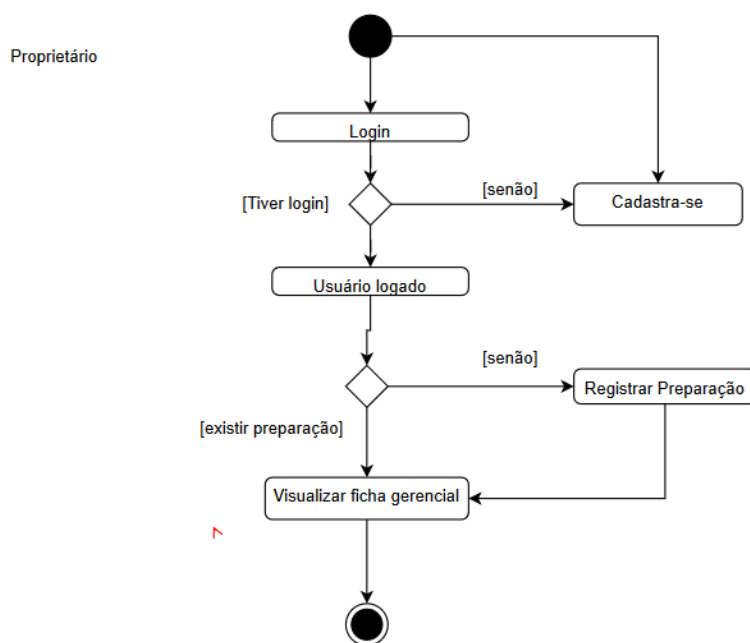 Proprietário
Login
[Tiver login]
[senão]
Cadastra-se
Usuário logado
[senão]
Registrar Preparação
[existir preparação]
Visualizar ficha gerencial